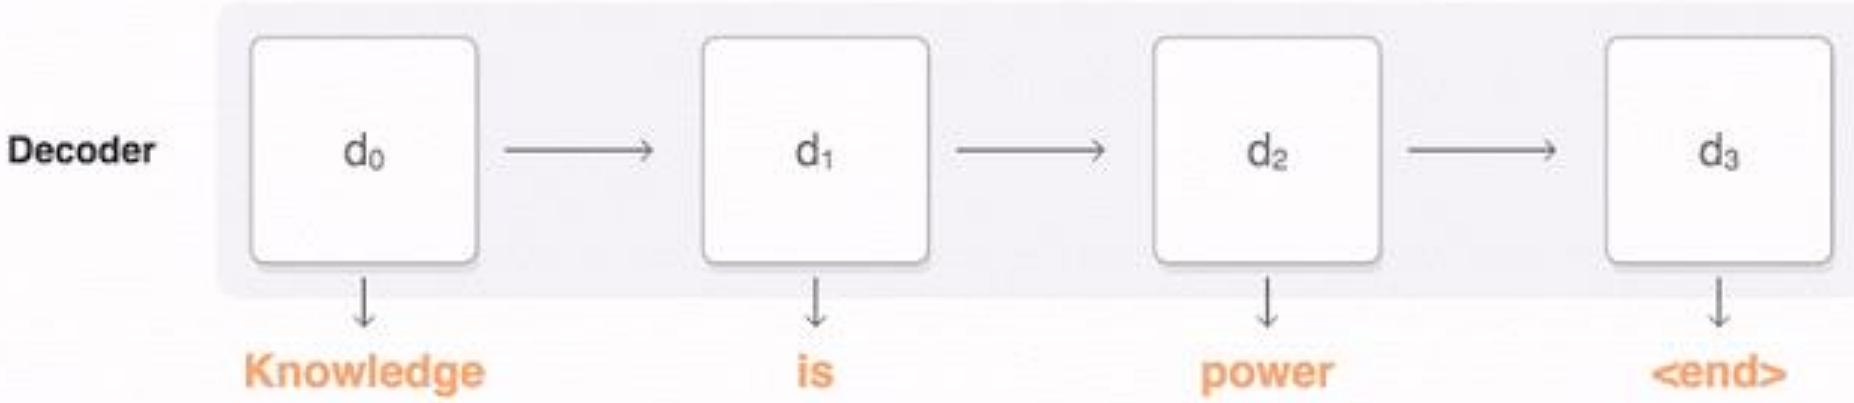 Decoder d₀ d₁ d₂ d₃
Knowledge is power <end>